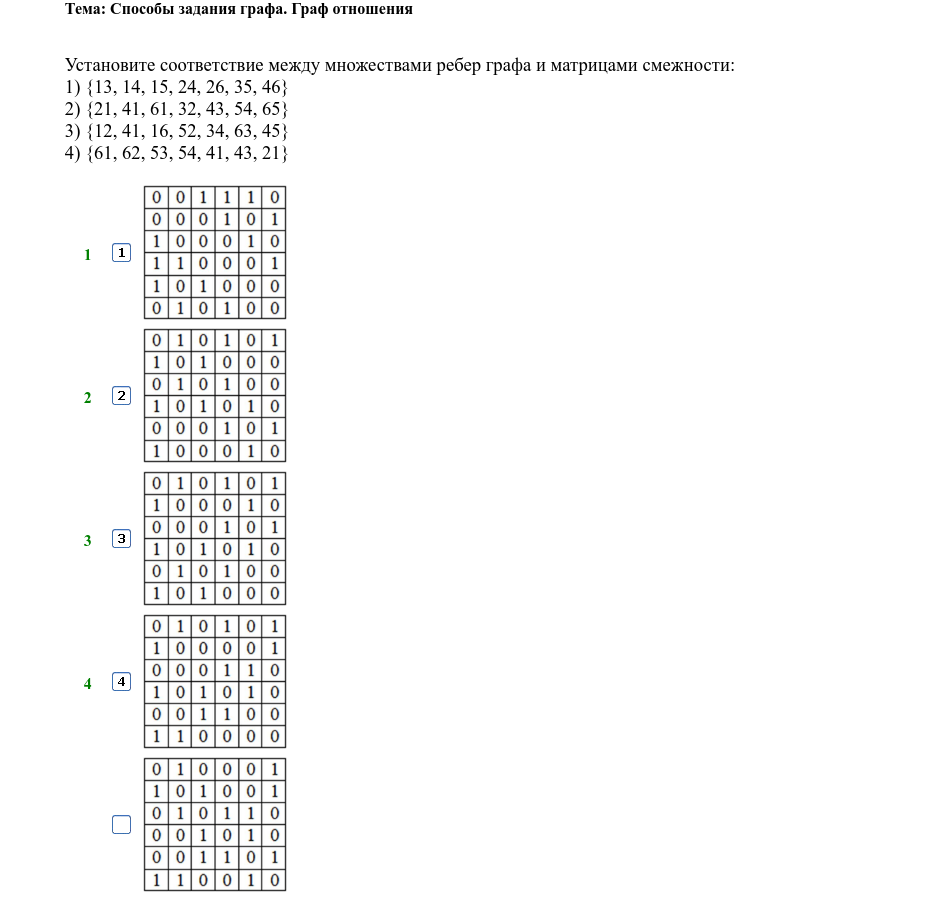 Тема: Способы задания графа. Граф отношения
Установите соответствие между множествами ребер графа и матрицами смежности:
1) {13, 14, 15, 24, 26, 35, 46}
2) {21, 41, 61, 32, 43, 54, 65}
3) {12, 41, 16, 52, 34, 63, 45}
4) {61, 62, 53, 54, 41, 43, 21}
0 0 1 1 1 0
0 0 0 1 0 1
1 1 1 0 0 0 1 0
1 1 0 0 0 1
1 0 1 0 0 0
0 1 0 1 0 0
0 1 0 1 0 1
1 0 1 0 0 0
0 1 0 1 0 0
2 2 1 0 1 0 1 0
0 0 0 1 0 1
1 0 0 0 1 0
0 1 0 1 0 1
1 0 0 0 1 0
0 0 0 1 0 1
3 3 1 0 1 0 1 0
0 1 0 1 0 0
1 0 1 0 0 0
0 1 0 1 0 1
1 0 0 0 0 1
0 0 0 1 1 0
4 4 1 0 1 0 1 0
0 0 1 1 0 0
1 1 0 0 0 0
0 1 0 0 0 1
1 0 1 0 0 1
0 1 0 1 1 0
0 0 1 0 1 0
0 0 1 1 0 1
1 1 0 0 1 0